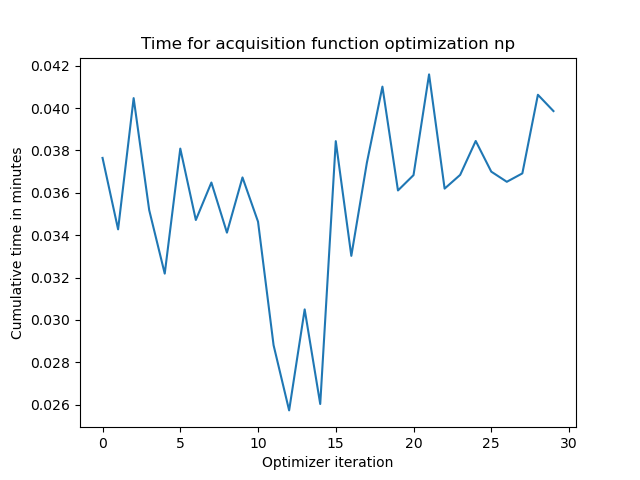 Time for acquisition function optimization np
Cumulative time in minutes
0.042
0.040
0.038
0.036
0.034
0.032
0.030
0.028
0.026
0 5 10 15 20 25 30
Optimizer iteration